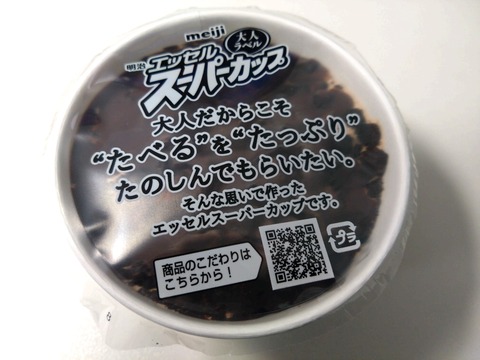 meiji
明治 エッセル
スーパーカップ
大人
ラベル
大人だからこそ
“たべる”を“たっぷり”
たのしんでもらいたい。
そんな思いで作った
エッセルスーパーカップです。
商品のこだわりは
こちらから！
プラ